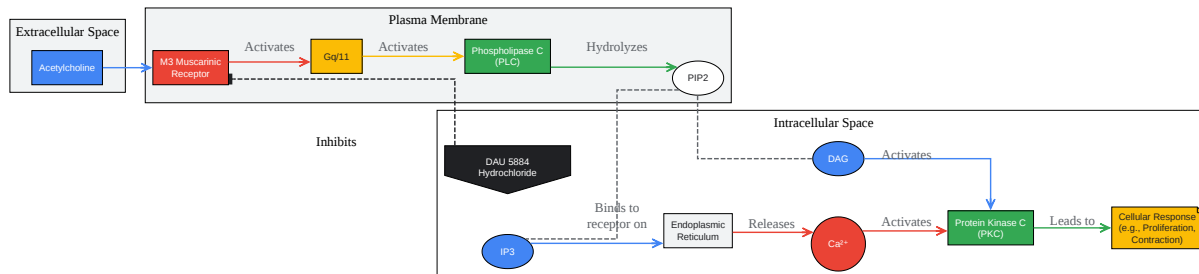 Plasma Membrane
Extracellular Space
Acetylcholine
M3 Muscarinic
Receptor
Activates
Gq/11
Activates
Phospholipase C
(PLC)
Hydrolyzes
PIP2
Intracellular Space
Inhibits
DAU 5884
Hydrochloride
DAG
Activates
Binds to
receptor on
IP3
Endoplasmic
Reticulum
Releases
Ca²⁺
Activates
Protein Kinase C
(PKC)
Leads to
Cellular Response
(e.g., Proliferation,
Contraction)